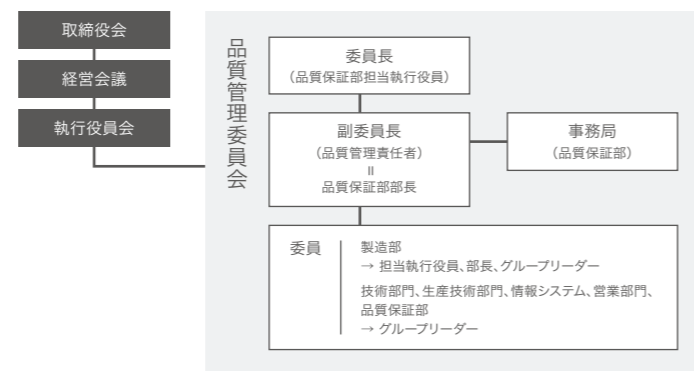 取締役会
経営会議
執行役員会
品質管理委員会
委員長
（品質保証部担当執行役員）
副委員長
（品質管理責任者）
＝
品質保証部部長
事務局
（品質保証部）
委員
製造部
→ 担当執行役員、部長、グループリーダー
技術部門、生産技術部門、情報システム、営業部門、
品質保証部
→ グループリーダー